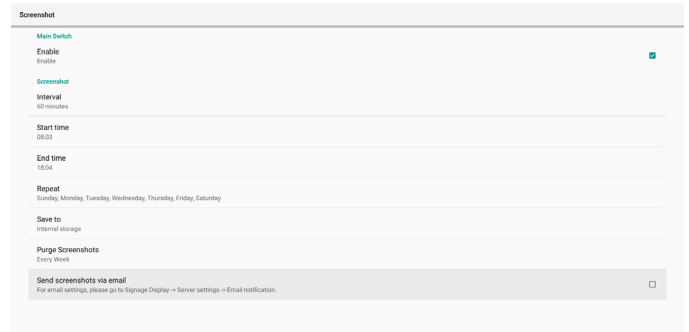 Screenshot
Main Switch
Enable
Enable
Screenshot
Interval
60 minutes
Start time
08:03
End time
18:04
Repeat
Sunday, Monday, Tuesday, Wednesday, Thursday, Friday, Saturday
Save to
Internal storage
Purge Screenshots
Every Week
Send screenshots via email
For email settings, please go to Signage Display -> Server settings -> Email notification.